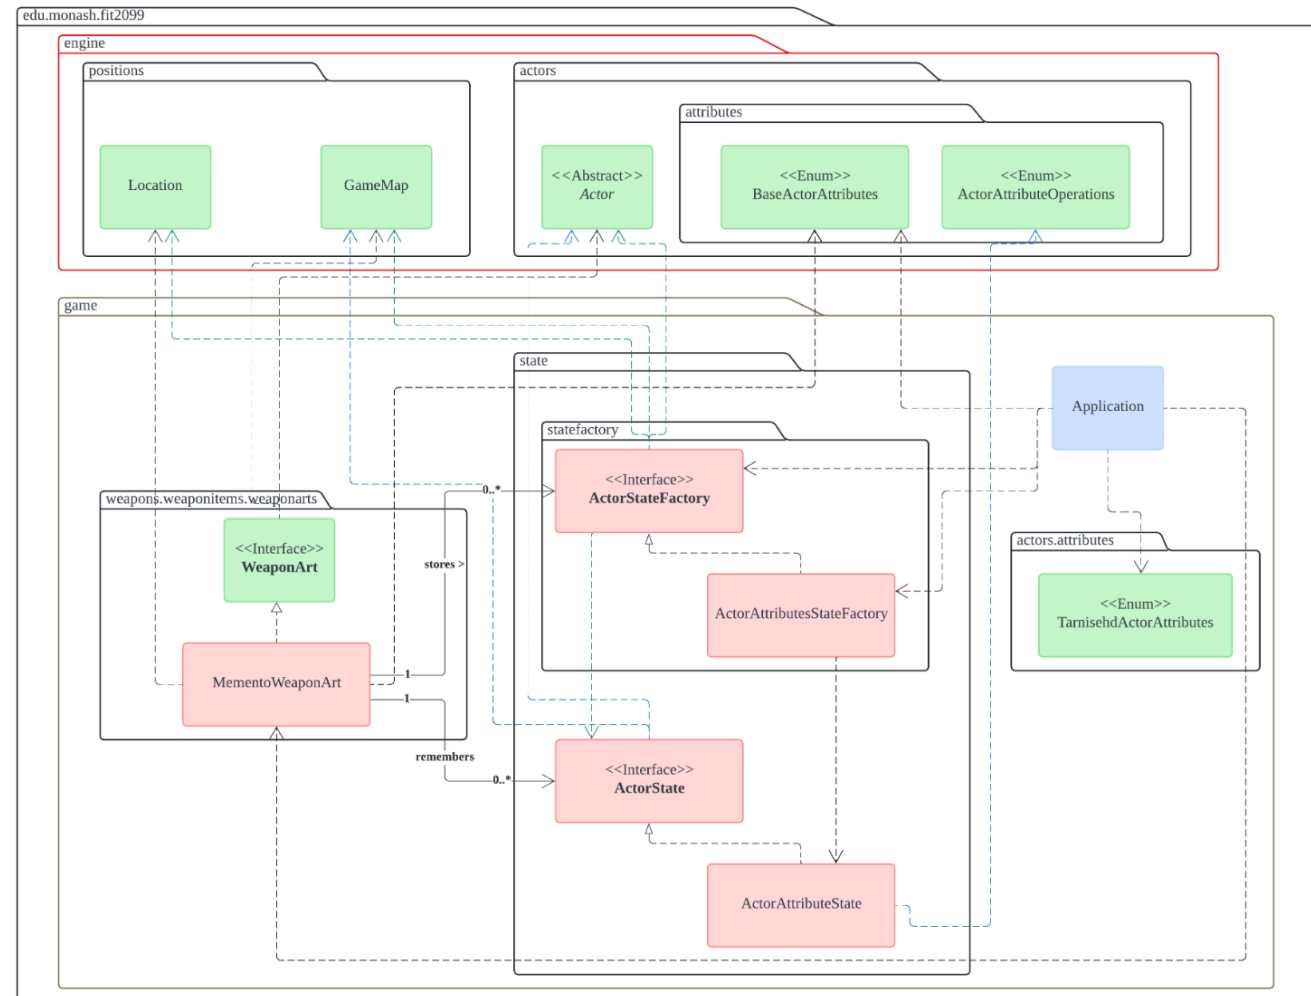 edu.monash.fit2099
engine
positions
actors
attributes
Location
GameMap
<<Abstract>>
Actor
<<Enum>>
BaseActorAttributes
<<Enum>>
ActorAttributeOperations
game
state
Application
statefactory
<<Interface>>
ActorStateFactory
0..*
weapons.weaponitems.weaponarts
<<Interface>>
WeaponArt
stores >
actors.attributes
<<Enum>>
TarnisehdActorAttributes
ActorAttributesStateFactory
MementoWeaponArt
1
1
remembers
0..*
<<Interface>>
ActorState
ActorAttributeState